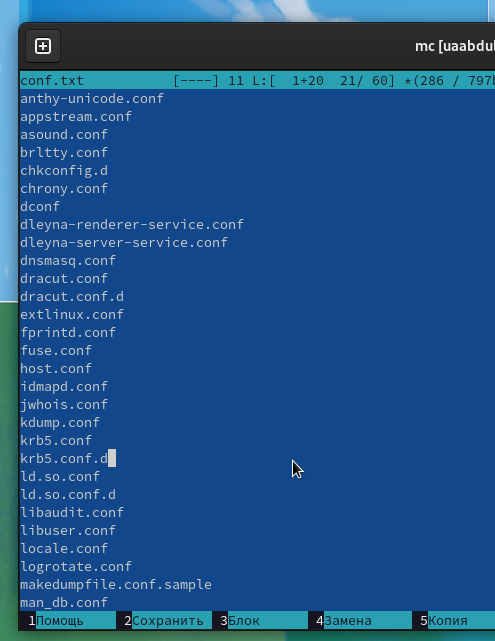 mc [uaabdul
conf.txt [----] 11 L:[ 1+20 21/ 60] *(286 / 797b
anthy-unicode.conf
appstream.conf
asound.conf
brltty.conf
chkconfig.d
chrony.conf
dconf
dleyna-renderer-service.conf
dleyna-server-service.conf
dnsmasq.conf
dracut.conf
dracut.conf.d
extlinux.conf
fprintd.conf
fuse.conf
host.conf
idmapd.conf
jwhois.conf
kdump.conf
krb5.conf
krb5.conf.d
ld.so.conf
ld.so.conf.d
libaudit.conf
libuser.conf
locale.conf
logrotate.conf
makedumpfile.conf.sample
man_db.conf
1Помощь 2Сохранить 3Блок 4Замена 5Копия